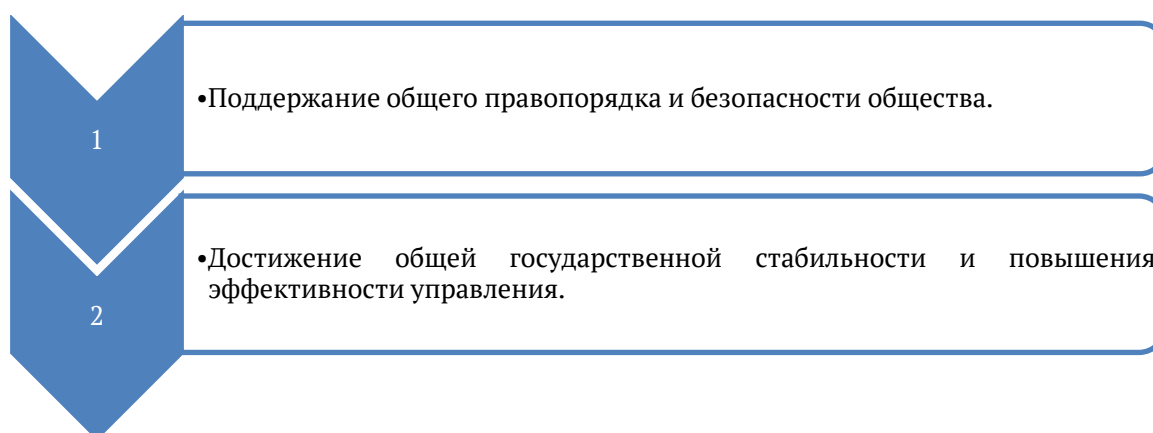 1
•Поддержание общего правопорядка и безопасности общества.
2
•Достижение общей государственной стабильности и повышения
эффективности управления.